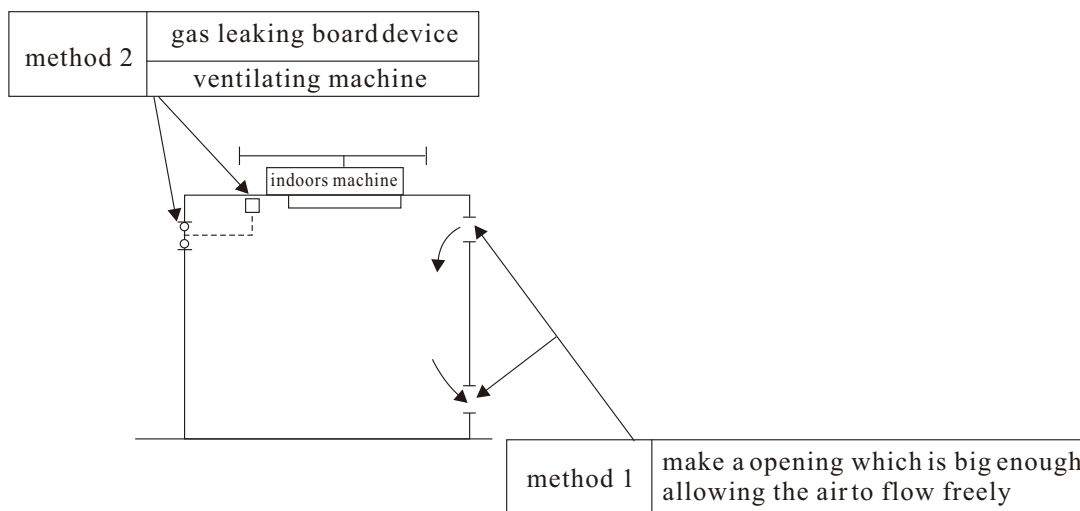 method 2
gas leaking board device
ventilating machine
indoors machine
method 1
make a opening which is big enough
allowing the air to flow freely